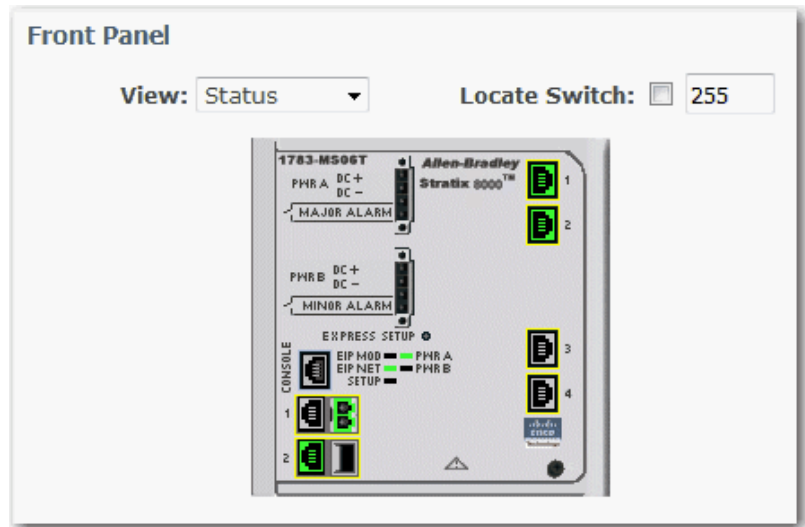 Front Panel
View: Status Locate Switch: 255
1783-MS06T Allen-Bradley
Stratix 8000™
PWR A DC +
DC -
MAJOR ALARM
1
2
PWR B DC +
DC -
MINOR ALARM
EXPRESS SETUP
CONSOLE
EIP MOD PWR A
EIP NET PWR B
SETUP
3
4
1
2
cisco
Technology